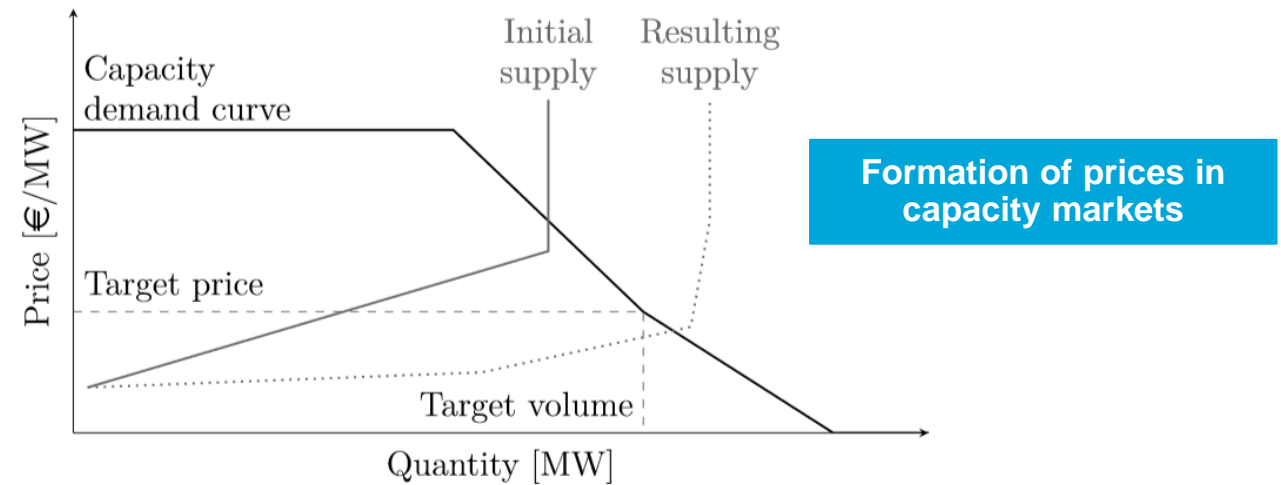 Initial
supply
Resulting
supply
Capacity
demand curve
Formation of prices in
capacity markets
Price [€/MW]
Target price
Target volume
Quantity [MW]